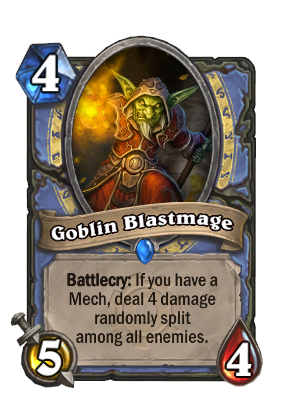 4
Goblin Blastmage
Battlecry: If you have a
Mech, deal 4 damage
randomly split
among all enemies.
5
4